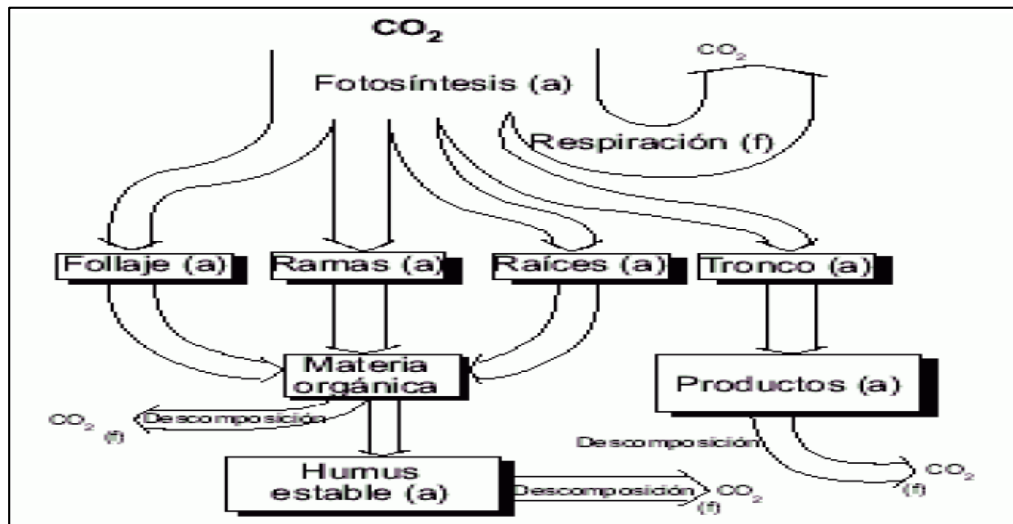 CO₂
CO₂
Fotosíntesis (a)
Respiración (f)
Follaje (a)
Ramas (a)
Raíces (a)
Tronco (a)
Materia
orgánica
Productos (a)
CO₂ (f)
Descomposición
Descomposición
Humus
estable (a)
Descomposición
CO₂
(f)
CO₂
(f)